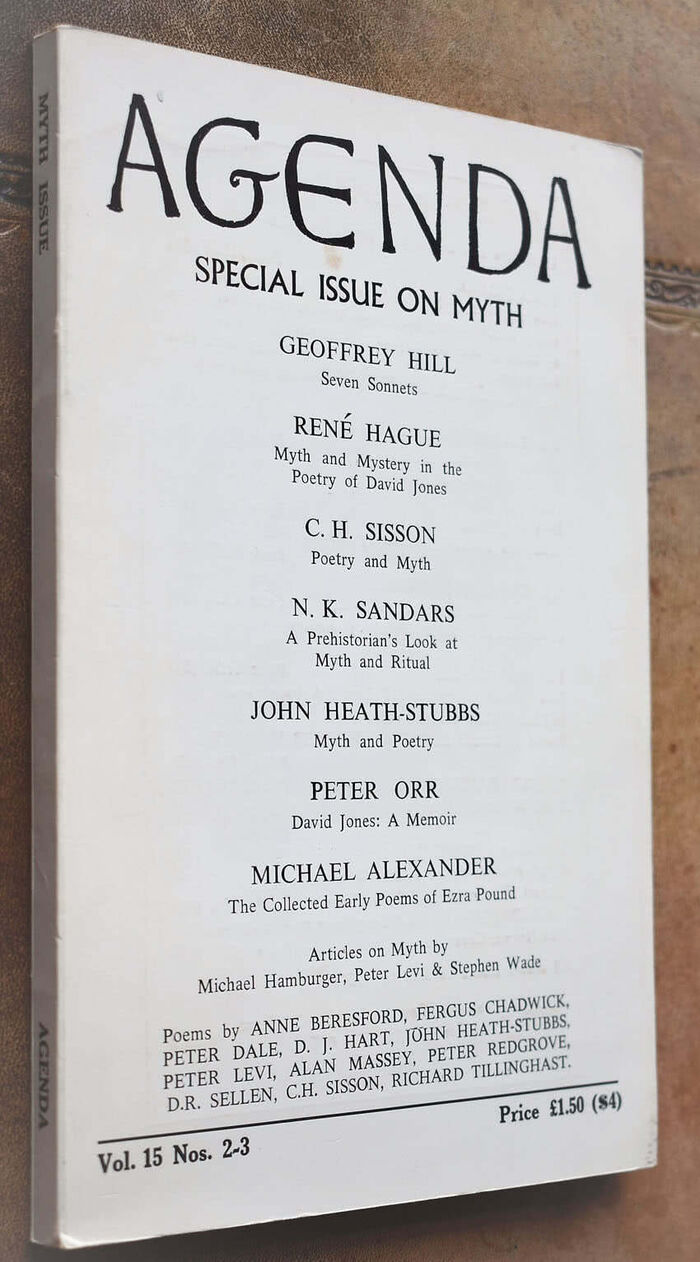 MYTH ISSUE
AGENDA
AGENDA
SPECIAL ISSUE ON MYTH
GEOFFREY HILL
Seven Sonnets
RENÉ HAGUE
Myth and Mystery in the
Poetry of David Jones
C. H. SISSON
Poetry and Myth
N. K. SANDARS
A Prehistorian's Look at
Myth and Ritual
JOHN HEATH-STUBBS
Myth and Poetry
PETER ORR
David Jones: A Memoir
MICHAEL ALEXANDER
The Collected Early Poems of Ezra Pound
Articles on Myth by
Michael Hamburger, Peter Levi & Stephen Wade
Poems by ANNE BERESFORD, FERGUS CHADWICK,
PETER DALE, D. J. HART, JOHN HEATH-STUBBS,
PETER LEVI, ALAN MASSEY, PETER REDGROVE,
D.R. SELLEN, C.H. SISSON, RICHARD TILLINGHAST.
Vol. 15 Nos. 2-3
Price £1.50 ($4)